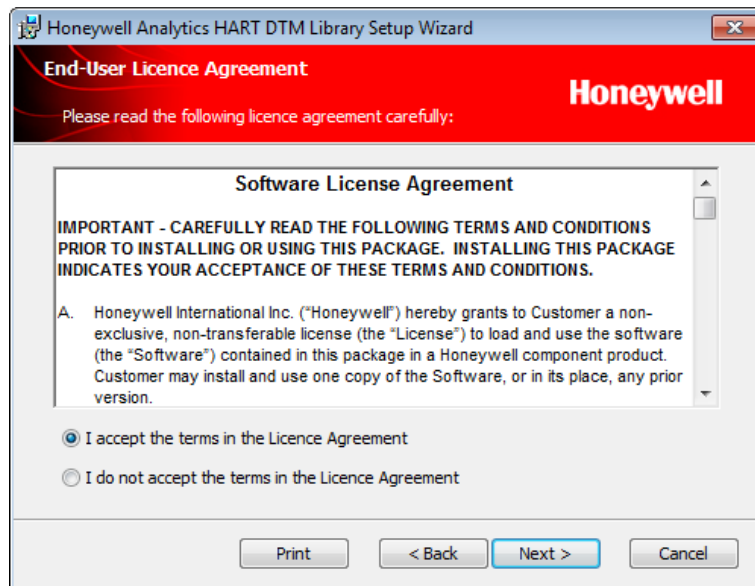 Honeywell Analytics HART DTM Library Setup Wizard
End-User Licence Agreement
Honeywell
Please read the following licence agreement carefully:
Software License Agreement
IMPORTANT - CAREFULLY READ THE FOLLOWING TERMS AND CONDITIONS
PRIOR TO INSTALLING OR USING THIS PACKAGE. INSTALLING THIS PACKAGE
INDICATES YOUR ACCEPTANCE OF THESE TERMS AND CONDITIONS.
A. Honeywell International Inc. (“Honeywell”) hereby grants to Customer a non-
exclusive, non-transferable license (the “License”) to load and use the software
(the “Software”) contained in this package in a Honeywell component product.
Customer may install and use one copy of the Software, or in its place, any prior
version.
I accept the terms in the Licence Agreement
I do not accept the terms in the Licence Agreement
Print < Back Next > Cancel